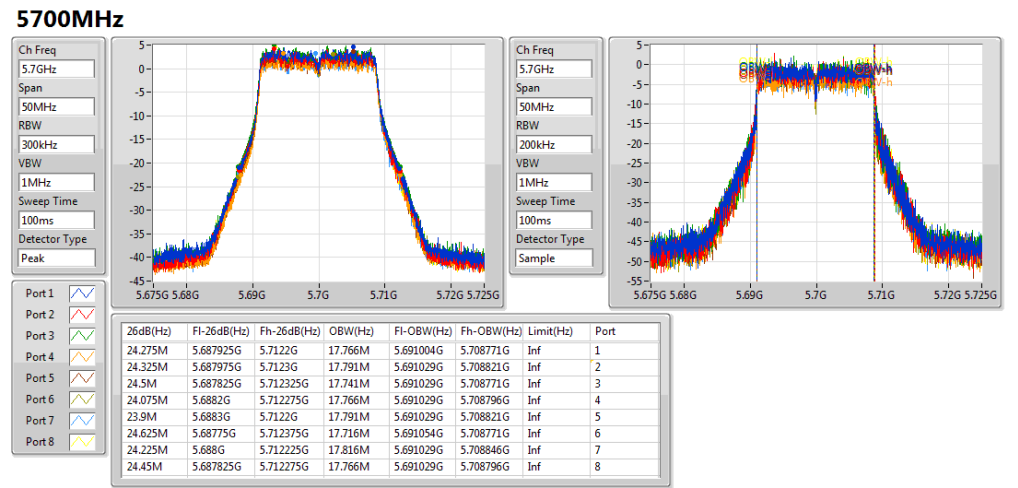 5700MHz
Ch Freq
5.7GHz
Span
50MHz
RBW
300kHz
VBW
1MHz
Sweep Time
100ms
Detector Type
Peak
5
0
-5
-10
-15
-20
-25
-30
-35
-40
-45
5.675G 5.68G 5.69G 5.7G 5.71G 5.72G 5.725G
Ch Freq
5.7GHz
Span
50MHz
RBW
200kHz
VBW
1MHz
Sweep Time
100ms
Detector Type
Sample
5
0
-5
-10
-15
-20
-25
-30
-35
-40
-45
-50
-55
5.675G 5.68G 5.69G 5.7G 5.71G 5.72G 5.725G
Port 1
Port 2
Port 3
Port 4
Port 5
Port 6
Port 7
Port 8
26dB(Hz) Fl-26dB(Hz) Fh-26dB(Hz) OBW(Hz) Fl-OBW(Hz) Fh-OBW(Hz) Limit(Hz) Port
24.275M 5.687925G 5.7122G 17.766M 5.691004G 5.708771G Inf 1
24.325M 5.687975G 5.7123G 17.791M 5.691029G 5.708821G Inf 2
24.5M 5.687825G 5.712325G 17.741M 5.691029G 5.708771G Inf 3
24.075M 5.6882G 5.712275G 17.766M 5.691029G 5.708796G Inf 4
23.9M 5.6883G 5.7122G 17.791M 5.691029G 5.708821G Inf 5
24.625M 5.68775G 5.712375G 17.716M 5.691054G 5.708771G Inf 6
24.225M 5.688G 5.712225G 17.816M 5.691029G 5.708846G Inf 7
24.45M 5.687825G 5.712275G 17.766M 5.691029G 5.708796G Inf 8